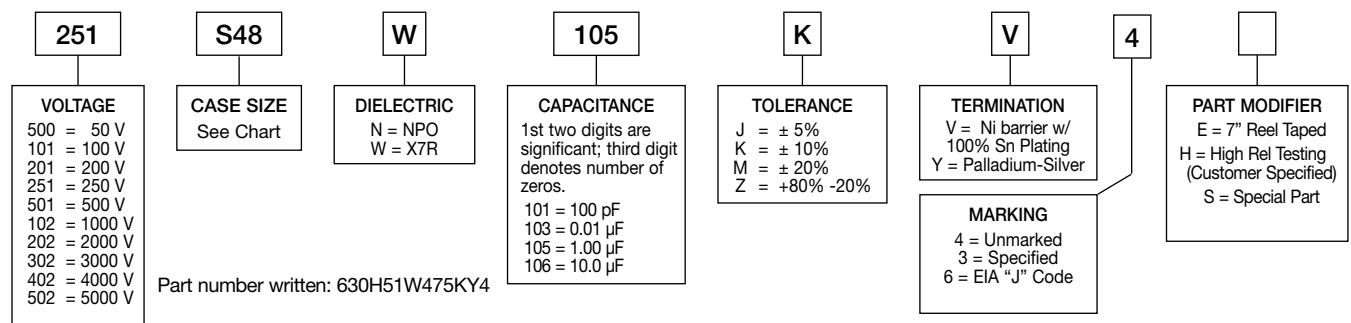 251 S48 W 105 K V 4
VOLTAGE
500 = 50 V
101 = 100 V
201 = 200 V
251 = 250 V
501 = 500 V
102 = 1000 V
202 = 2000 V
302 = 3000 V
402 = 4000 V
502 = 5000 V
CASE SIZE
See Chart
DIELECTRIC
N = NPO
W = X7R
CAPACITANCE
1st two digits are
significant; third digit
denotes number of
zeros.
101 = 100 pF
103 = 0.01 µF
105 = 1.00 µF
106 = 10.0 µF
TOLERANCE
J = ± 5%
K = ± 10%
M = ± 20%
Z = +80% -20%
TERMINATION
V = Ni barrier w/
100% Sn Plating
Y = Palladium-Silver
MARKING
4 = Unmarked
3 = Specified
6 = EIA “J” Code
PART MODIFIER
E = 7” Reel Taped
H = High Rel Testing
(Customer Specified)
S = Special Part
Part number written: 630H51W475KY4